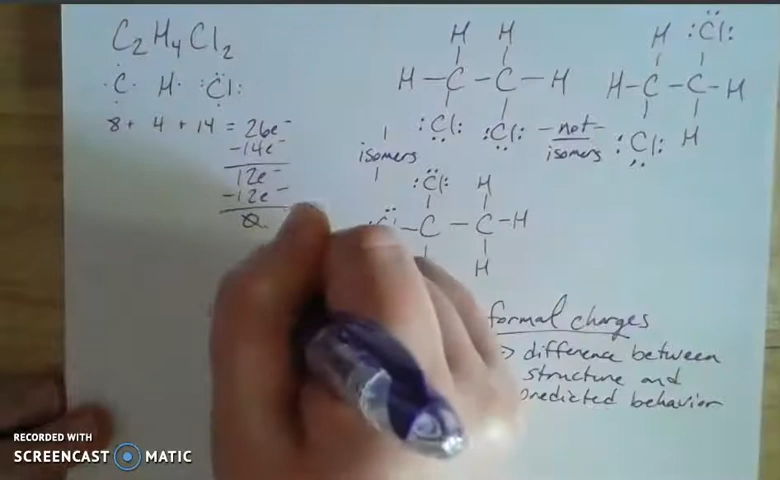 C2H4Cl2
·C· H· :Cl:
8 + 4 + 14 = 26e⁻
-14e⁻
12e⁻
-12e⁻
0
H H
H-C-C-H
:Cl: :Cl:
isomers
-not-
isomers
H :Cl:
H-C-C-H
:Cl: H
:Cl: H
Cl-C-C-H
H
formal charges
-> difference between
structure and
predicted behavior
RECORDED WITH
SCREENCAST MATIC